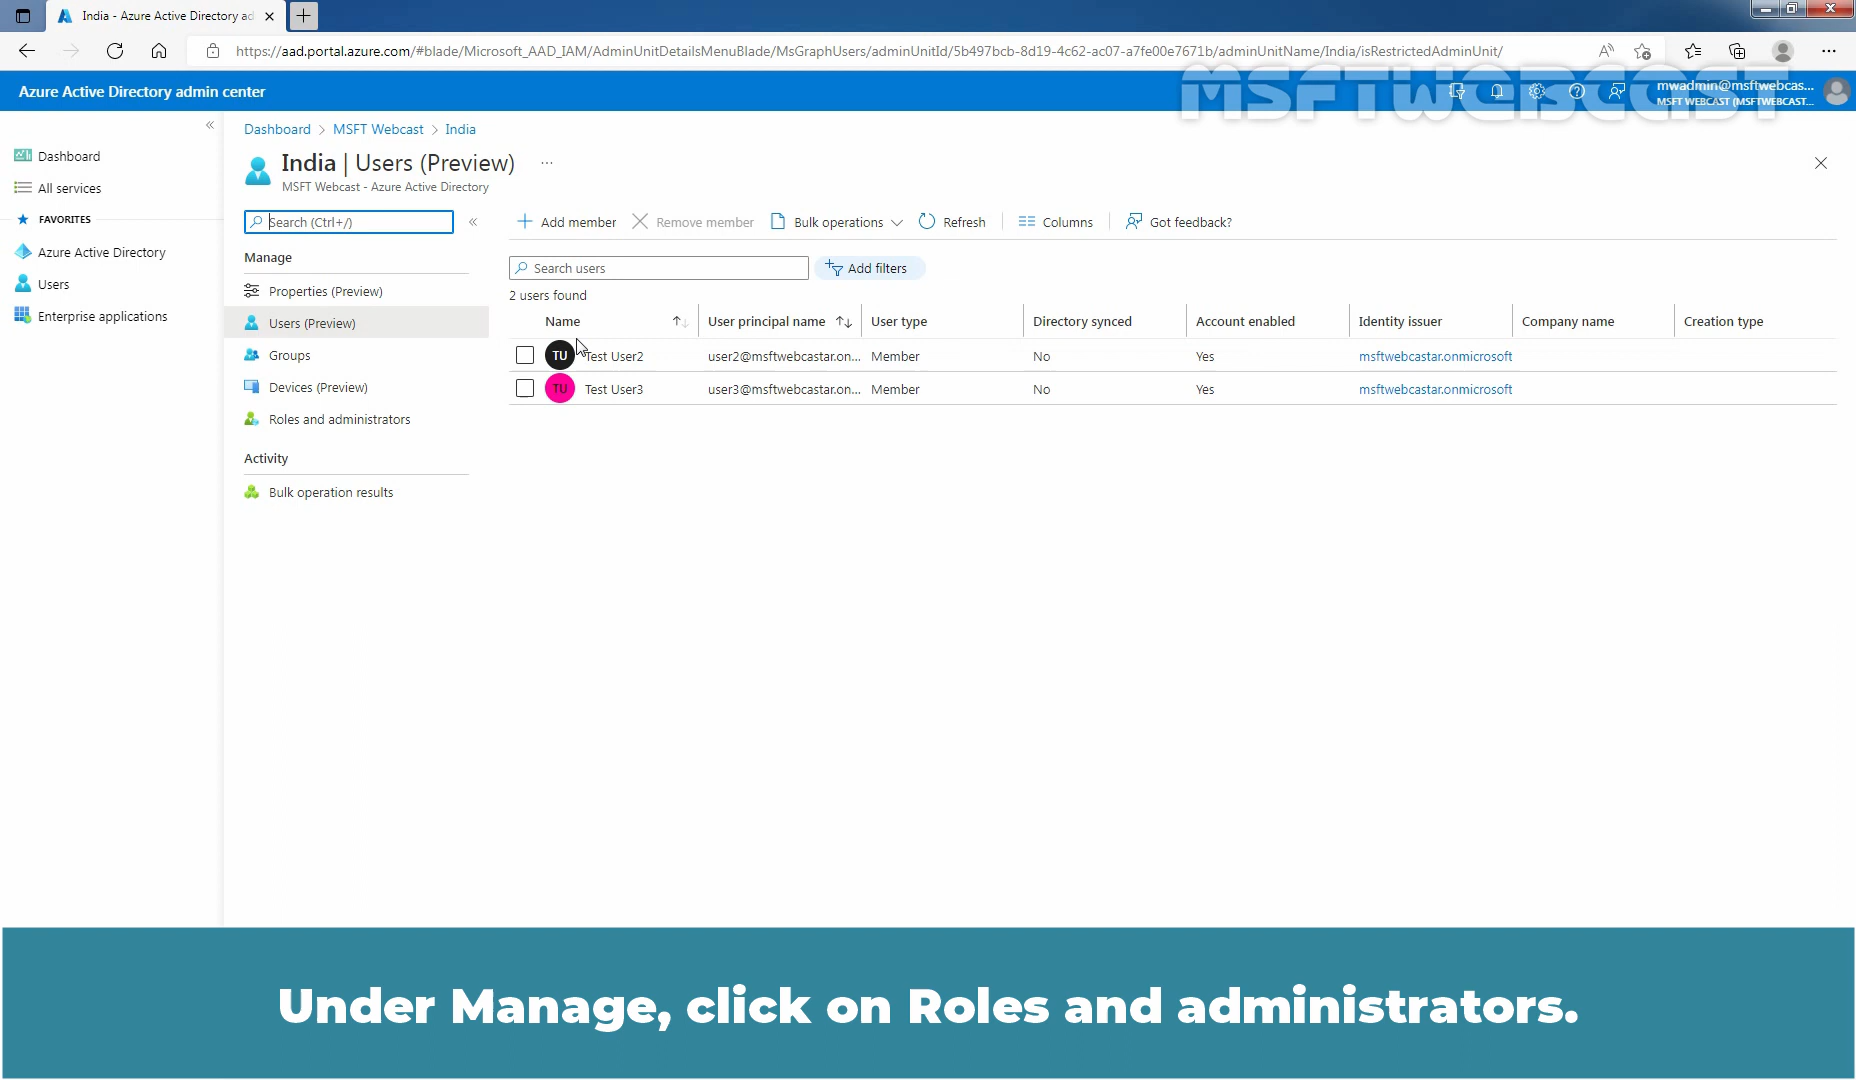 India - Azure Active Directory ad
https://aad.portal.azure.com/#blade/Microsoft_AAD_IAM/AdminUnitDetailsMenuBlade/MsGraphUsers/adminUnitId/5b497bcb-8d19-4c62-ac07-a7fe00e7671b/adminUnitName/India/isRestrictedAdminUnit/
MSFTWEBCAST
Azure Active Directory admin center
mwadmin@msftwebcas...
MSFT WEBCAST (MSFTWEBCAST...
Dashboard > MSFT Webcast > India
India | Users (Preview) ...
MSFT Webcast - Azure Active Directory
Dashboard
All services
FAVORITES
Azure Active Directory
Users
Enterprise applications
Search (Ctrl+/)
Manage
Properties (Preview)
Users (Preview)
Groups
Devices (Preview)
Roles and administrators
Activity
Bulk operation results
Add member Remove member Bulk operations Refresh Columns Got feedback?
Search users Add filters
2 users found
Name User principal name User type Directory synced Account enabled Identity issuer Company name Creation type
TU Test User2 user2@msftwebcastar.on... Member No Yes msftwebcastar.onmicrosoft
TU Test User3 user3@msftwebcastar.on... Member No Yes msftwebcastar.onmicrosoft
Under Manage, click on Roles and administrators.